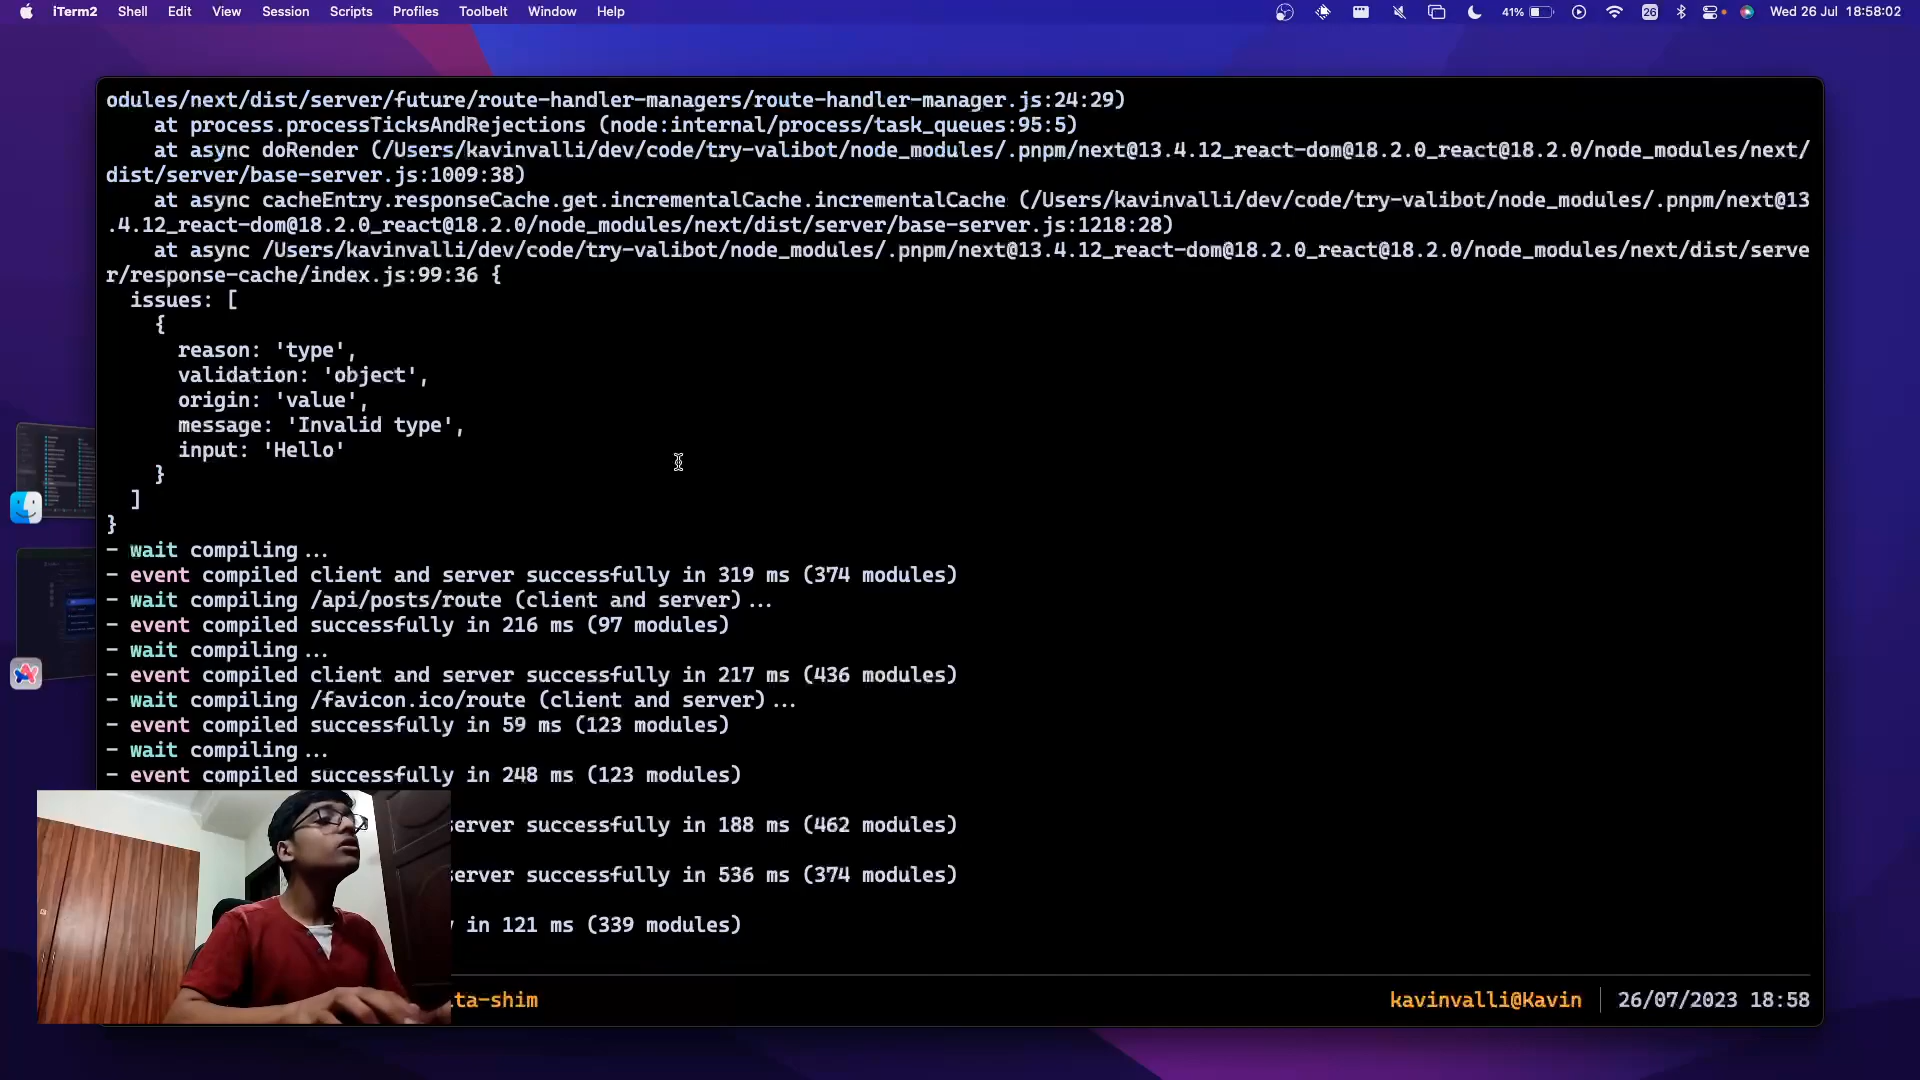 iTerm2 Shell Edit View Session Scripts Profiles Toolbelt Window Help 41% 26 Wed 26 Jul 18:58:02
odules/next/dist/server/future/route-handler-managers/route-handler-manager.js:24:29)
at process.processTicksAndRejections (node:internal/process/task_queues:95:5)
at async doRender (/Users/kavinvalli/dev/code/try-valibot/node_modules/.pnpm/next@13.4.12_react-dom@18.2.0_react@18.2.0/node_modules/next/
dist/server/base-server.js:1009:38)
at async cacheEntry.responseCache.get.incrementalCache.incrementalCache (/Users/kavinvalli/dev/code/try-valibot/node_modules/.pnpm/next@13
.4.12_react-dom@18.2.0_react@18.2.0/node_modules/next/dist/server/base-server.js:1218:28)
at async /Users/kavinvalli/dev/code/try-valibot/node_modules/.pnpm/next@13.4.12_react-dom@18.2.0_react@18.2.0/node_modules/next/dist/serve
r/response-cache/index.js:99:36 {
issues: [
{
reason: 'type',
validation: 'object',
origin: 'value',
message: 'Invalid type',
input: 'Hello'
}
]
}
- wait compiling...
- event compiled client and server successfully in 319 ms (374 modules)
- wait compiling /api/posts/route (client and server)...
- event compiled successfully in 216 ms (97 modules)
- wait compiling...
- event compiled client and server successfully in 217 ms (436 modules)
- wait compiling /favicon.ico/route (client and server)...
- event compiled successfully in 59 ms (123 modules)
- wait compiling...
- event compiled successfully in 248 ms (123 modules)
server successfully in 188 ms (462 modules)
server successfully in 536 ms (374 modules)
in 121 ms (339 modules)
ta-shim kavinvalli@Kavin 26/07/2023 18:58